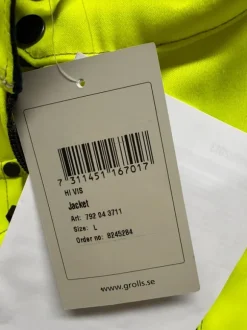 7 311451 167017
HI VIS
Jacket
Art: 792 04 3711
Size: L
Order no: 8245284
www.grolls.se